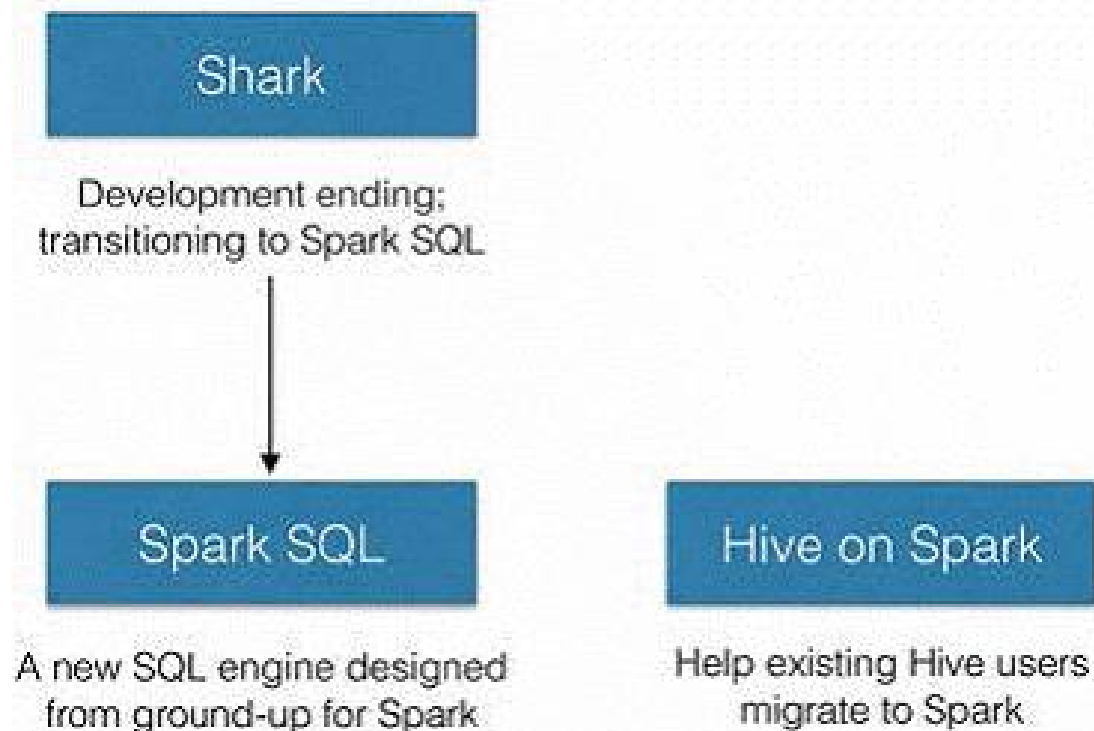 Shark
Development ending;
transitioning to Spark SQL
Spark SQL
A new SQL engine designed
from ground-up for Spark
Hive on Spark
Help existing Hive users
migrate to Spark